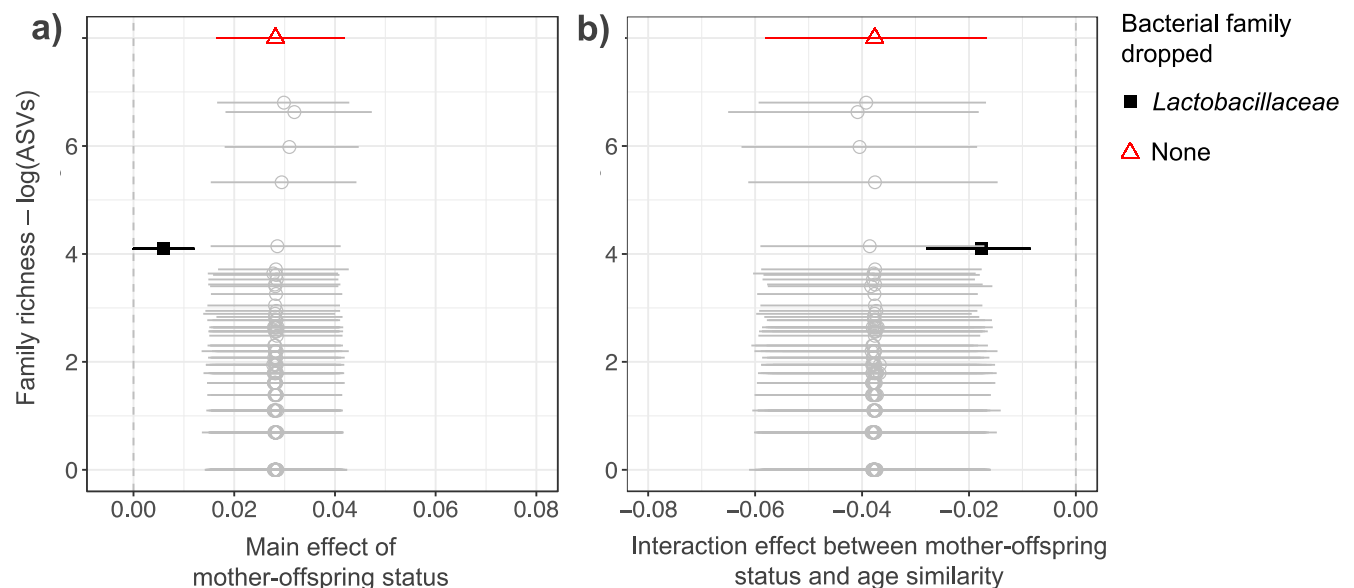 a)
Family richness – log(ASVs)
6
4
2
0
0.00 0.02 0.04 0.06 0.08
Main effect of
mother-offspring status
b)
6
4
2
0
−0.08 −0.06 −0.04 −0.02 0.00
Interaction effect between mother-offspring
status and age similarity
Bacterial family
dropped
Lactobacillaceae
None